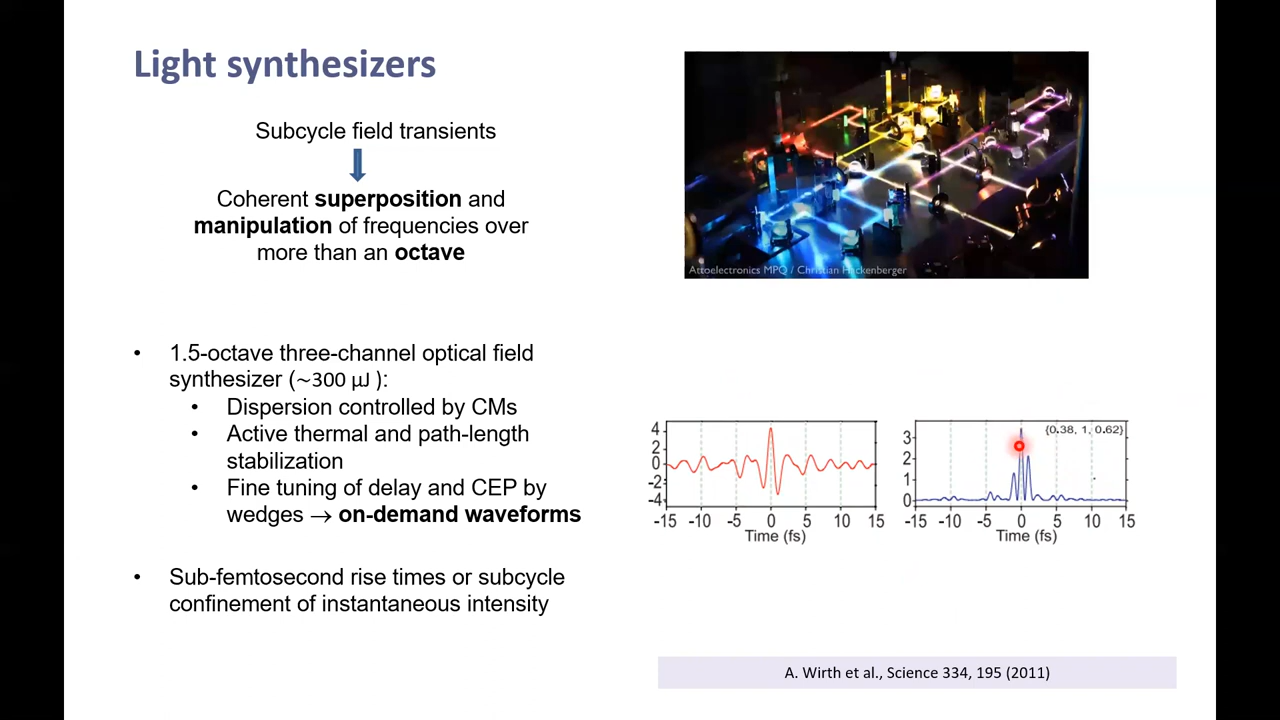 Light synthesizers
Subcycle field transients
Coherent superposition and
manipulation of frequencies over
more than an octave
Attoelectronics MPQ / Christian Hackenberger
• 1.5-octave three-channel optical field
synthesizer (~300 μJ ):
• Dispersion controlled by CMs
• Active thermal and path-length
stabilization
• Fine tuning of delay and CEP by
wedges → on-demand waveforms
• Sub-femtosecond rise times or subcycle
confinement of instantaneous intensity
4
2
0
-2
-4
-15 -10 -5 0 5 10 15
Time (fs)
{0.38, 1, 0.62}
3
2
1
0
-15 -10 -5 0 5 10 15
Time (fs)
A. Wirth et al., Science 334, 195 (2011)